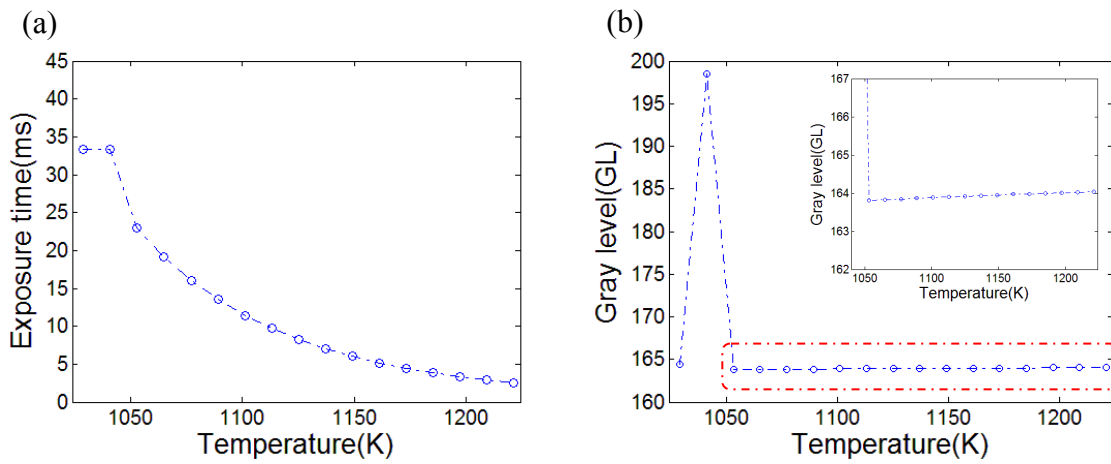 (a)
45
40
35
30
25
20
15
10
5
0
Exposure time(ms)
1050 1100 1150 1200
Temperature(K)
(b)
200
195
190
185
180
175
170
165
160
Gray level(GL)
1050 1100 1150 1200
Temperature(K)
167
166
165
164
163
162
Gray level(GL)
1050 1100 1150 1200
Temperature(K)